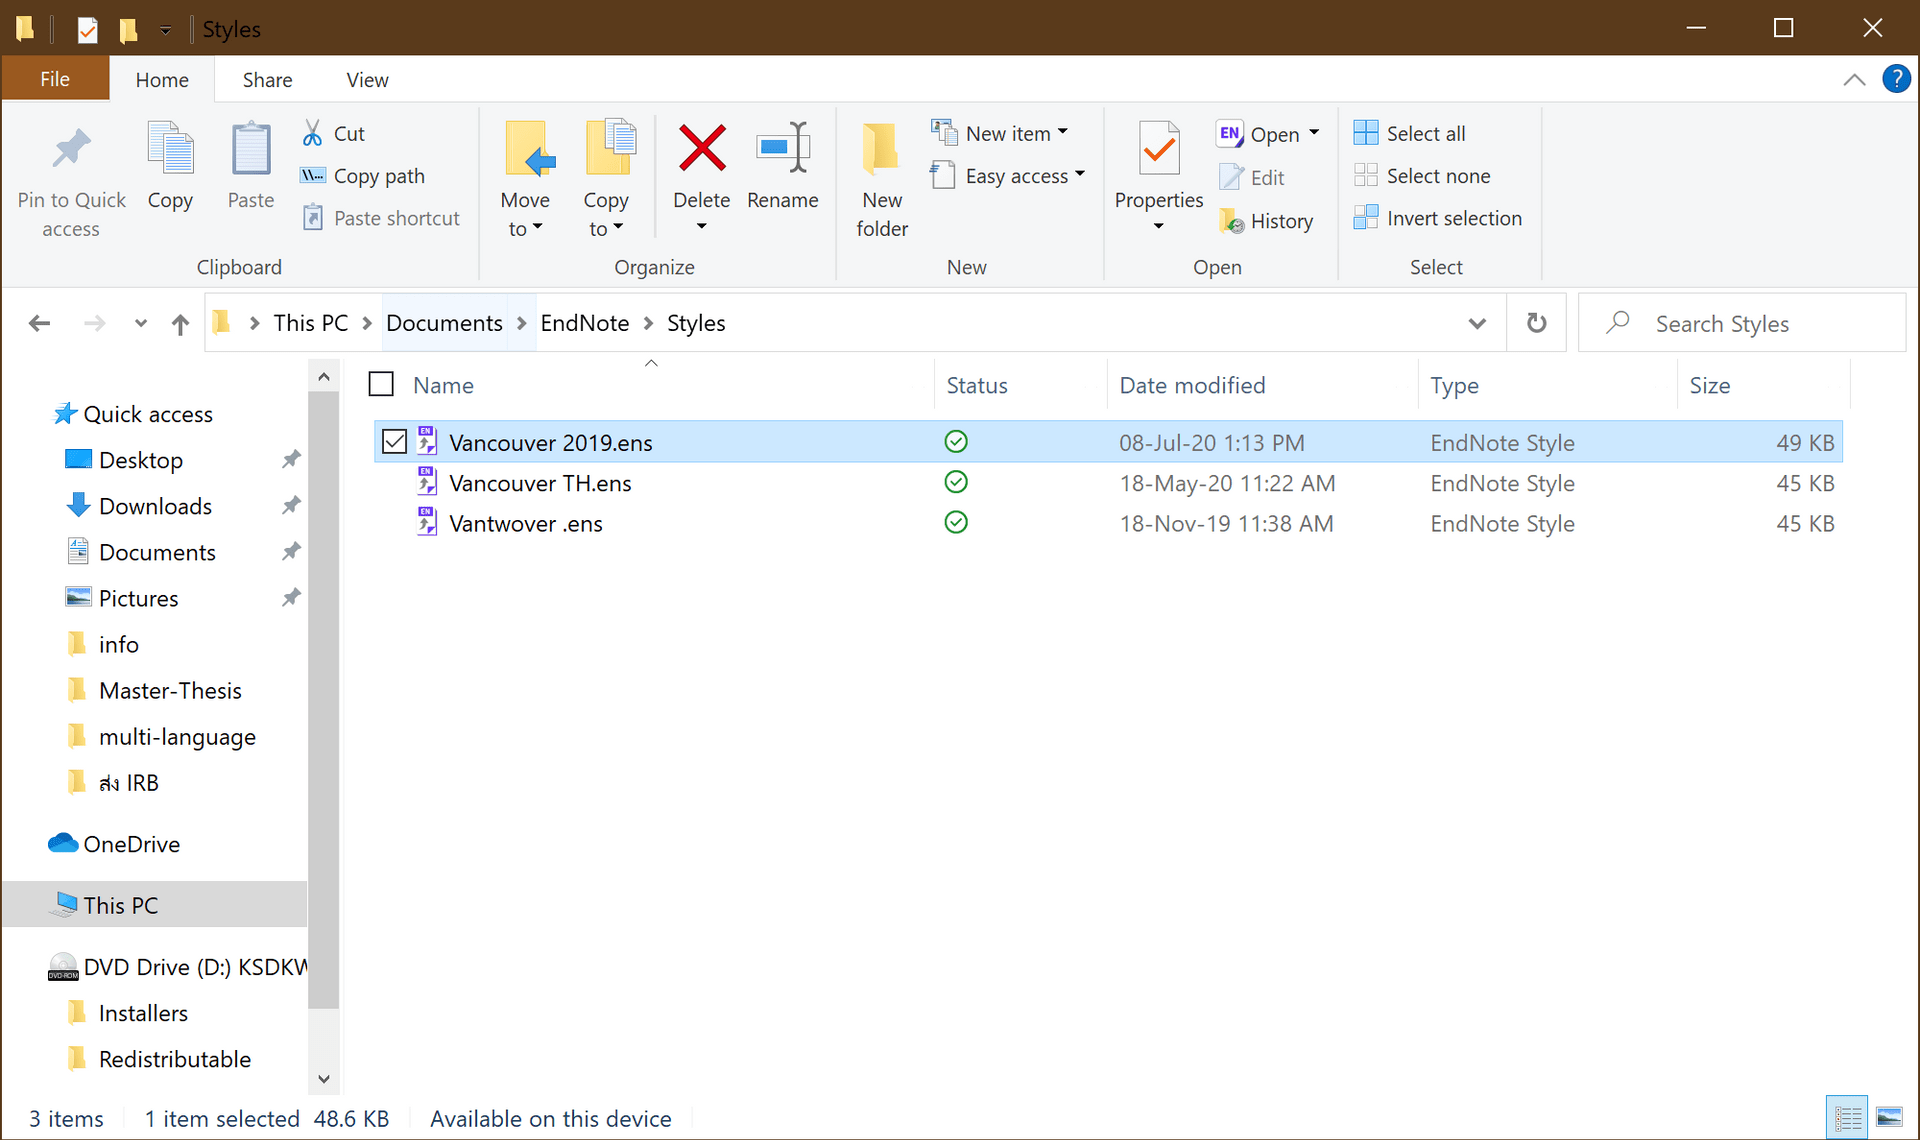 Styles
File Home Share View
Pin to Quick access
Copy
Paste
Cut
Copy path
Paste shortcut
Clipboard
Move to
Copy to
Delete
Rename
Organize
New folder
New item
Easy access
New
Properties
EN Open
Edit
History
Open
Select all
Select none
Invert selection
Select
This PC > Documents > EndNote > Styles
Search Styles
Quick access
Desktop
Downloads
Documents
Pictures
info
Master-Thesis
multi-language
ส่ง IRB
OneDrive
This PC
DVD Drive (D:) KSDKW
Installers
Redistributable
Name Status Date modified Type Size
EN Vancouver 2019.ens 08-Jul-20 1:13 PM EndNote Style 49 KB
EN Vancouver TH.ens 18-May-20 11:22 AM EndNote Style 45 KB
EN Vantwover .ens 18-Nov-19 11:38 AM EndNote Style 45 KB
3 items 1 item selected 48.6 KB Available on this device